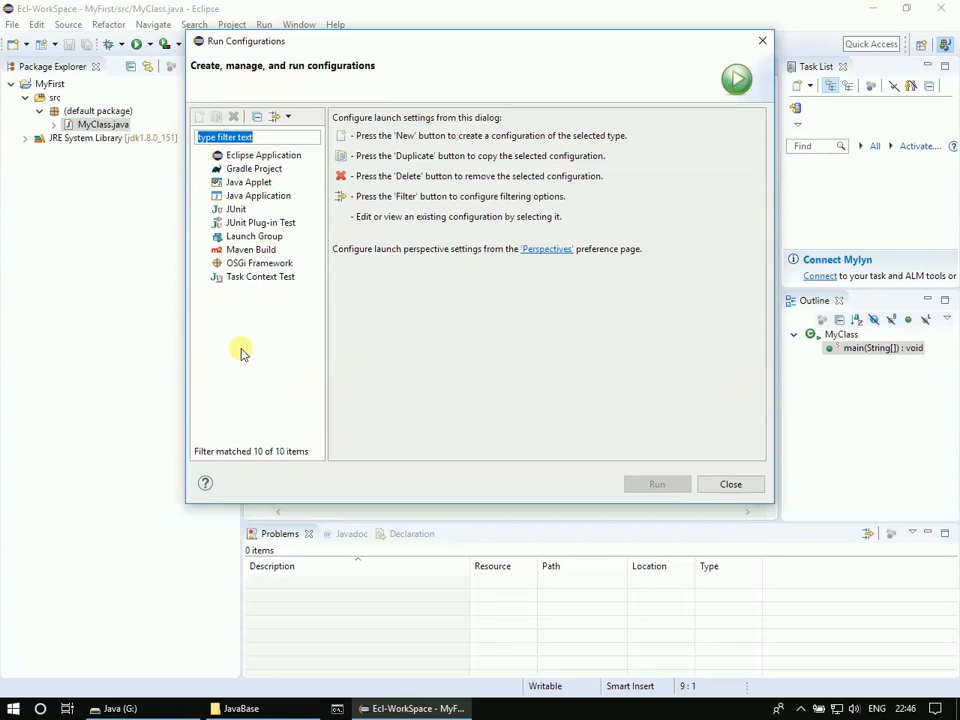 Ecl-WorkSpace - MyFirst/src/MyClass.java - Eclipse
File Edit Source Refactor Navigate Search Project Run Window Help
Quick Access
Package Explorer
MyFirst
src
(default package)
MyClass.java
JRE System Library [jdk1.8.0_151]
Run Configurations
Create, manage, and run configurations
type filter text
Eclipse Application
Gradle Project
Java Applet
Java Application
JUnit
JUnit Plug-in Test
Launch Group
Maven Build
OSGi Framework
Task Context Test
Filter matched 10 of 10 items
Configure launch settings from this dialog:
- Press the 'New' button to create a configuration of the selected type.
- Press the 'Duplicate' button to copy the selected configuration.
- Press the 'Delete' button to remove the selected configuration.
- Press the 'Filter' button to configure filtering options.
- Edit or view an existing configuration by selecting it.
Configure launch perspective settings from the 'Perspectives' preference page.
Run Close
Task List
Find All Activate...
Connect Mylyn
Connect to your task and ALM tools or
Outline
MyClass
main(String[]) : void
Problems Javadoc Declaration
0 items
Description Resource Path Location Type
Writable Smart Insert 9 : 1
Java (G:) JavaBase Ecl-WorkSpace - MyF... ENG 22:46